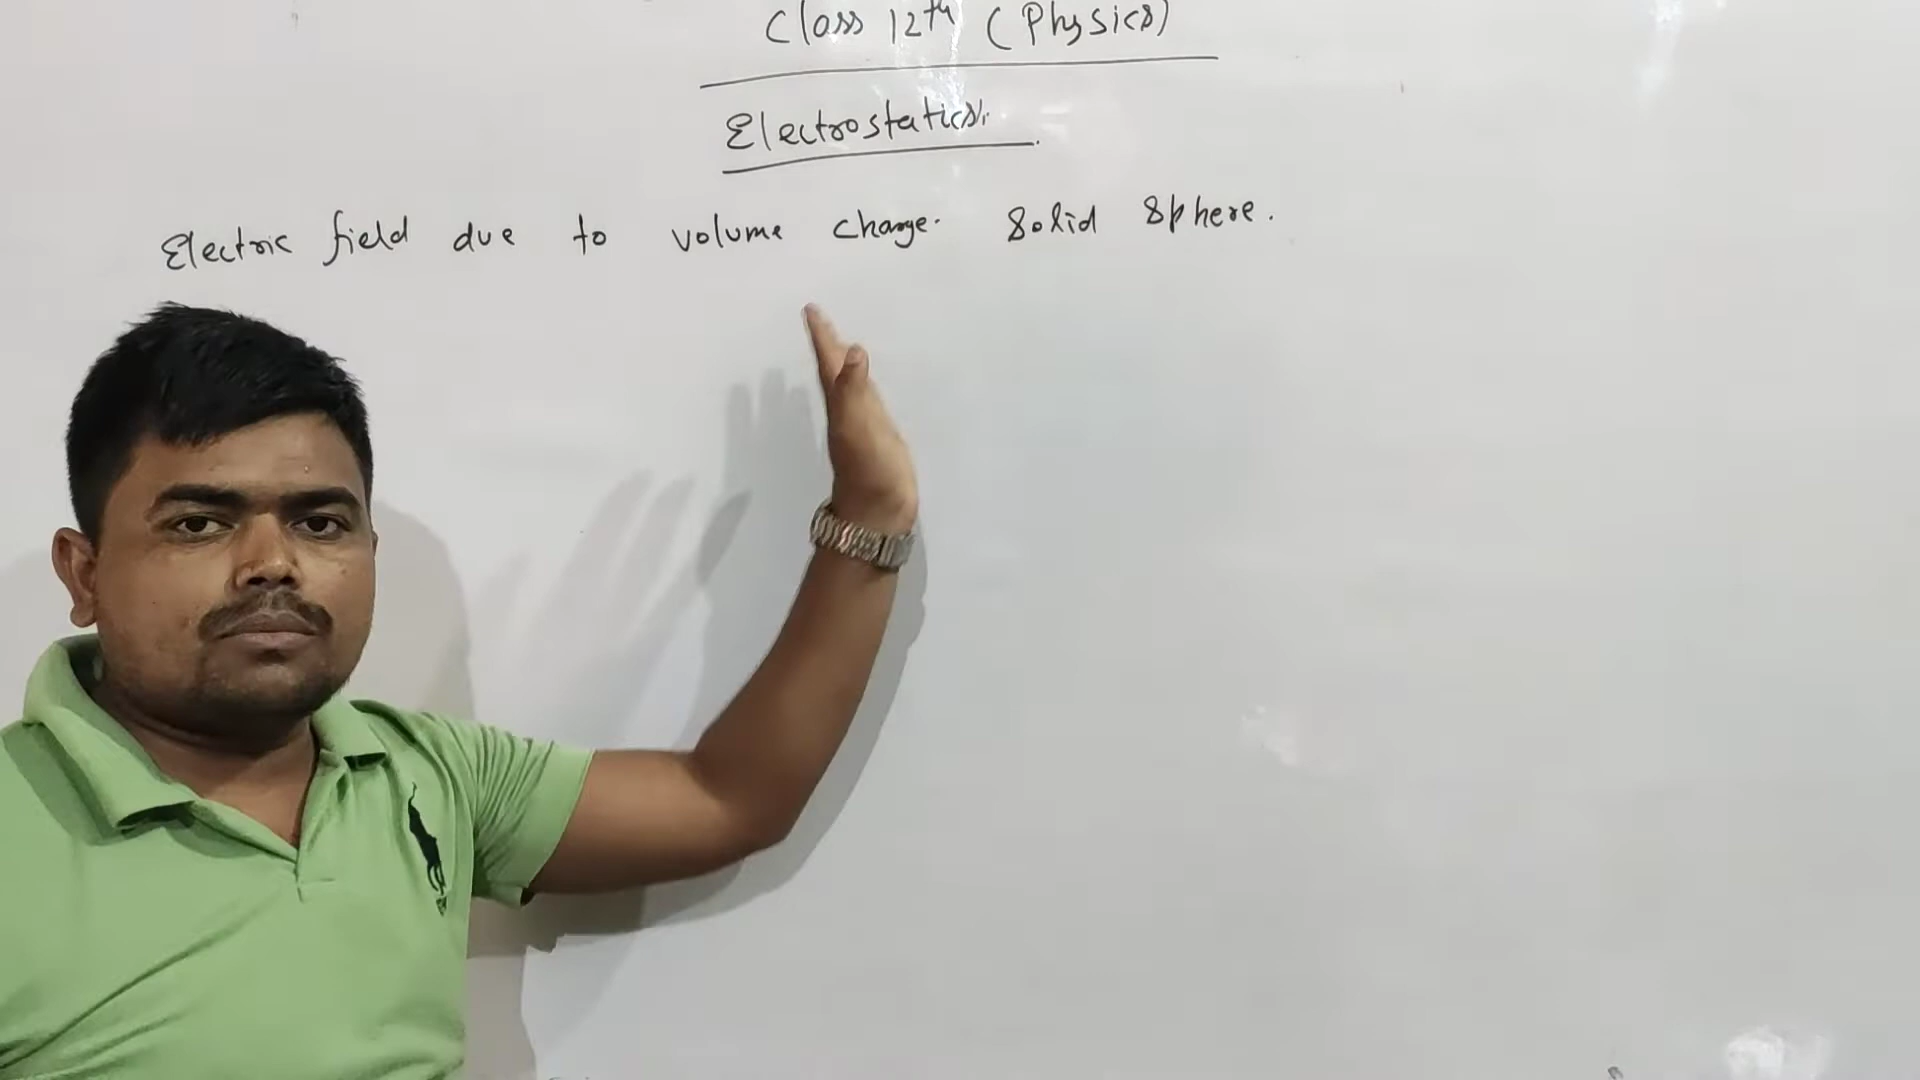 Class 12th (Physics)
Electrostatics.
Electric field due to volume charge. Solid Sphere.